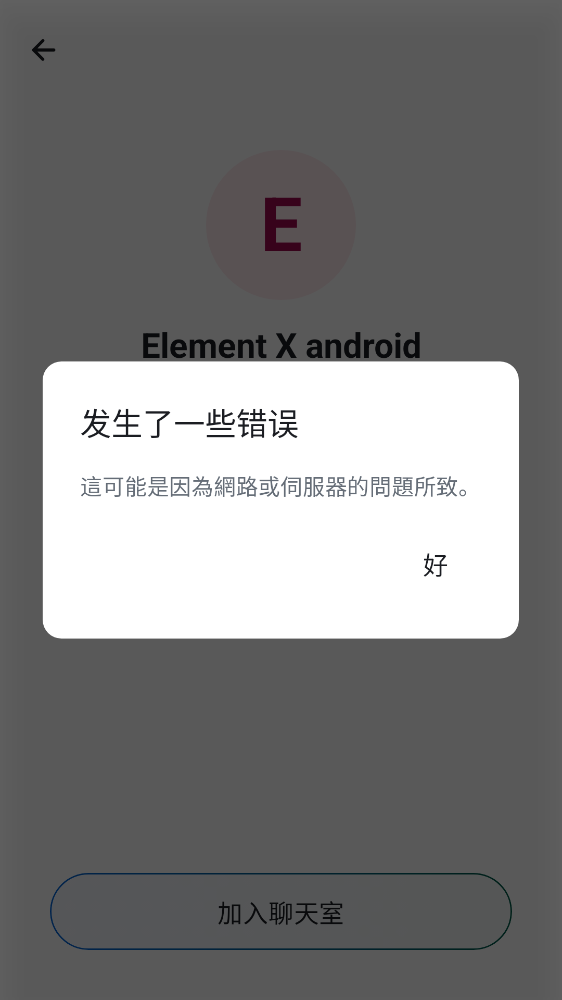 E
Element X android
发生了一些错误
這可能是因為網路或伺服器的問題所致。
好
加入聊天室